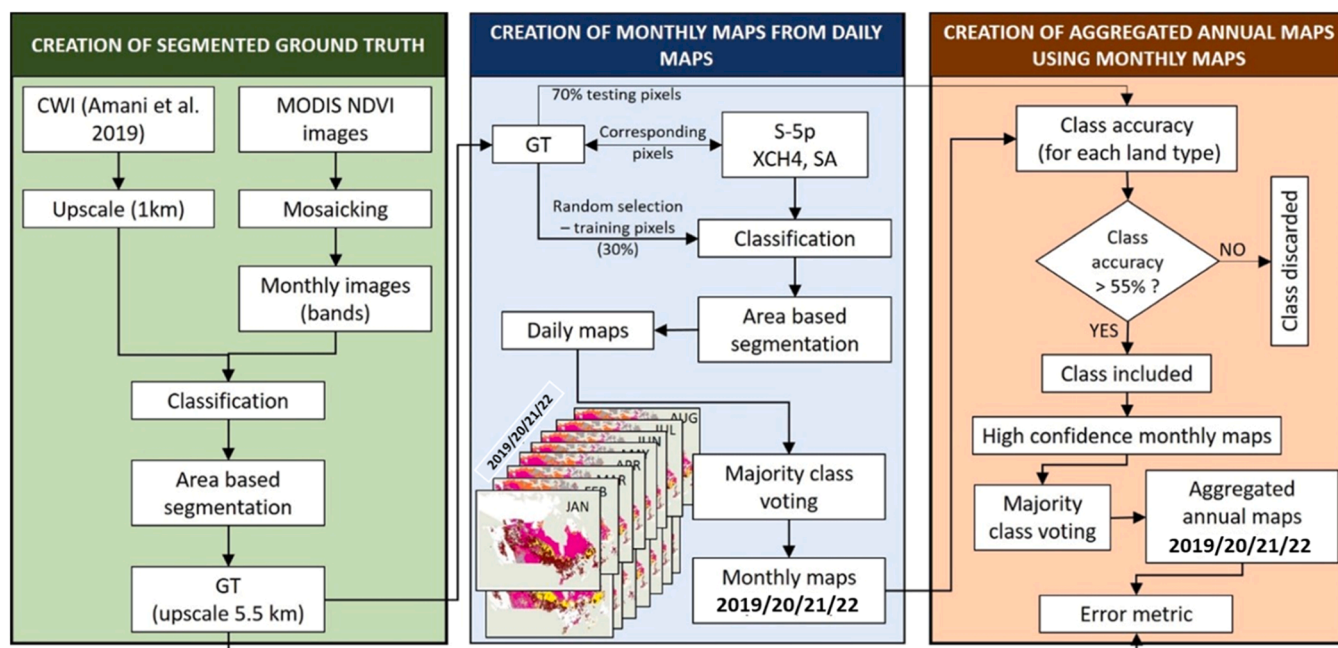 CREATION OF SEGMENTED GROUND TRUTH
CWI (Amani et al.
2019)
MODIS NDVI
images
Upscale (1km)
Mosaicking
Monthly images
(bands)
Classification
Area based
segmentation
GT
(upscale 5.5 km)
CREATION OF MONTHLY MAPS FROM DAILY
MAPS
70% testing pixels
GT
Corresponding
pixels
S-5p
XCH4, SA
Random selection
– training pixels
(30%)
Classification
Area based
segmentation
Daily maps
2019/20/21/22
AUG
JUL
JUN
MAY
APR
MAR
FEB
JAN
Majority class
voting
Monthly maps
2019/20/21/22
CREATION OF AGGREGATED ANNUAL MAPS
USING MONTHLY MAPS
Class accuracy
(for each land type)
Class
accuracy
> 55% ?
NO
Class discarded
YES
Class included
High confidence monthly maps
Majority
class voting
Aggregated
annual maps
2019/20/21/22
Error metric